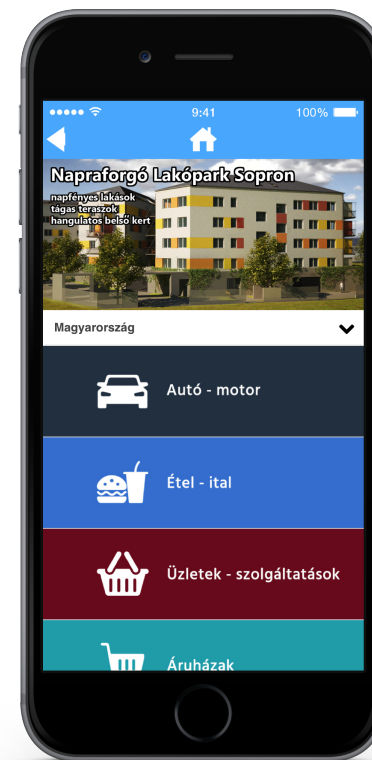 9:41
100%
Napraforgó Lakópark Sopron
napfényes lakások
tágas teraszok
hangulatos belső kert
Magyarország
Autó - motor
Étel - ital
Üzletek - szolgáltatások
Áruházak